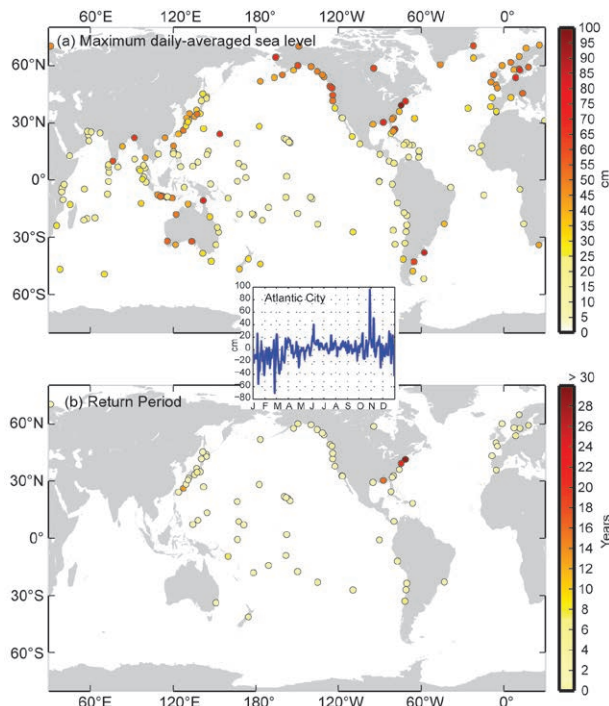 60°E 120°E 180° 120°W 60°W 0°
(a) Maximum daily-averaged sea level
60°N
30°N
0°
30°S
60°S
100
95
90
85
80
75
70
65
60
55
50
45
40
35
30
25
20
15
10
5
0
cm
Atlantic City
100
80
60
40
20
0
-20
-40
-60
-80
cm
J F M A M J J A S O N D
(b) Return Period
60°N
30°N
0°
30°S
60°S
> 30
28
26
24
22
20
18
16
14
12
10
8
6
4
2
0
Years
60°E 120°E 180° 120°W 60°W 0°